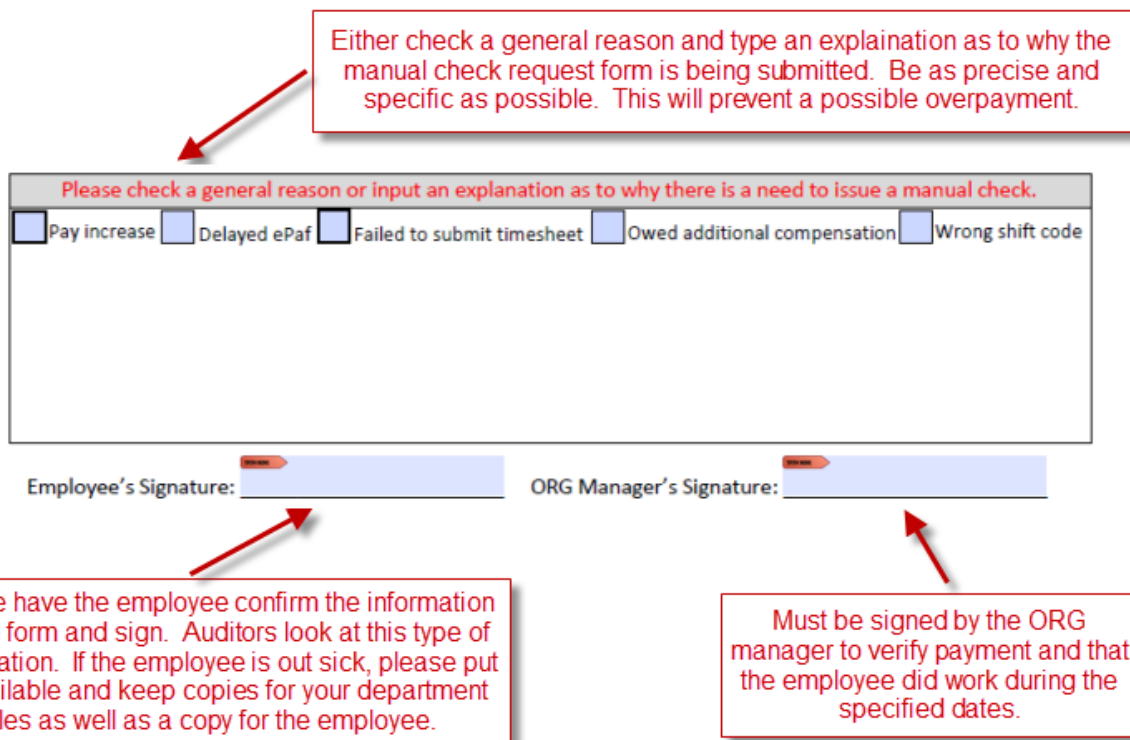 Either check a general reason and type an explaination as to why the
manual check request form is being submitted. Be as precise and
specific as possible. This will prevent a possible overpayment.
Please check a general reason or input an explanation as to why there is a need to issue a manual check.
Pay increase Delayed ePaf Failed to submit timesheet Owed additional compensation Wrong shift code
Employee's Signature: ORG Manager's Signature:
e have the employee confirm the information
form and sign. Auditors look at this type of
ation. If the employee is out sick, please put
ilable and keep copies for your department
les as well as a copy for the employee.
Must be signed by the ORG
manager to verify payment and that
the employee did work during the
specified dates.